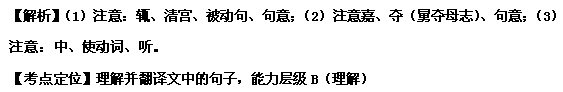 【解析】（1）注意：辄、清宫、被动句、句意；（2）注意嘉、夺（舅夺母志）、句意；（3）
注意：中、使动词、听。
【考点定位】理解并翻译文中的句子，能力层级 B（理解）